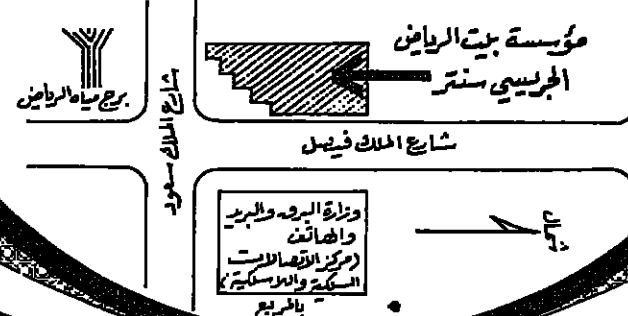 مؤسسة بيت الرياض
الجريسي سنتر
برج مياه الرياض
شارع الملك سعود
شارع الملك فيصل
وزارة البرق والبريد
والهاتف
(مركز الاتصالات
السلكية واللاسلكية)
بالمربع
شمال